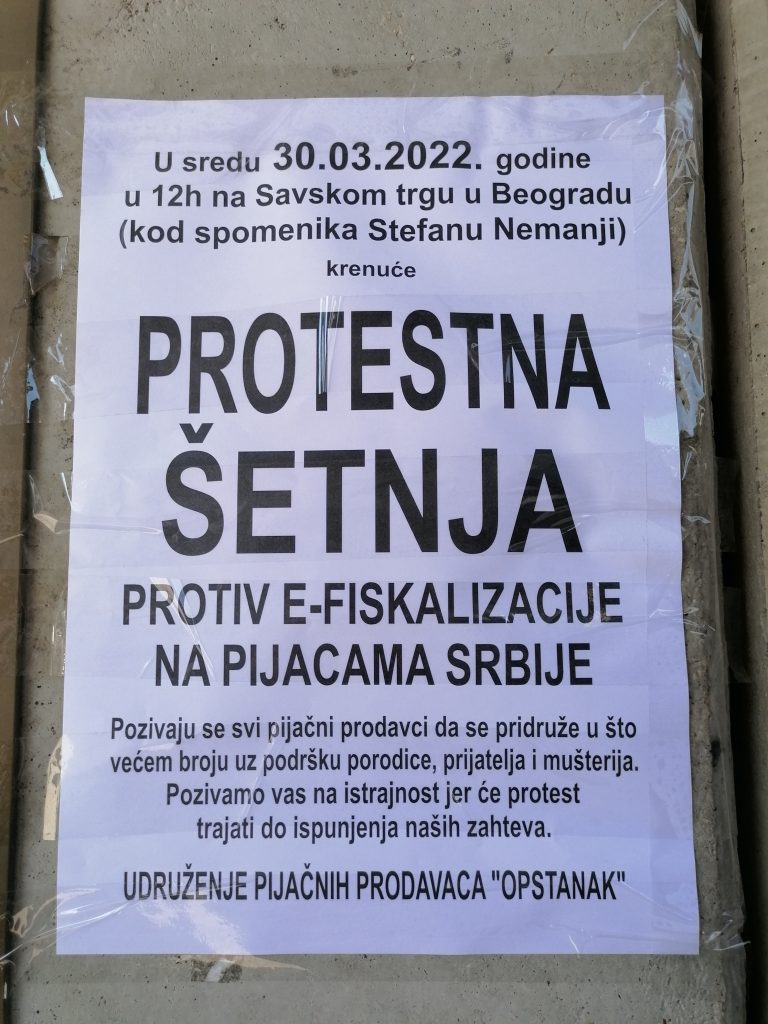 U sredu 30.03.2022. godine
u 12h na Savskom trgu u Beogradu
(kod spomenika Stefanu Nemanji)
krenuće
PROTESTNA
ŠETNJA
PROTIV E-FISKALIZACIJE
NA PIJACAMA SRBIJE
Pozivaju se svi pijačni prodavci da se pridruže u što
većem broju uz podršku porodice, prijatelja i mušterija.
Pozivamo vas na istrajnost jer će protest
trajati do ispunjenja naših zahteva.
UDRUŽENJE PIJAČNIH PRODAVACA "OPSTANAK"